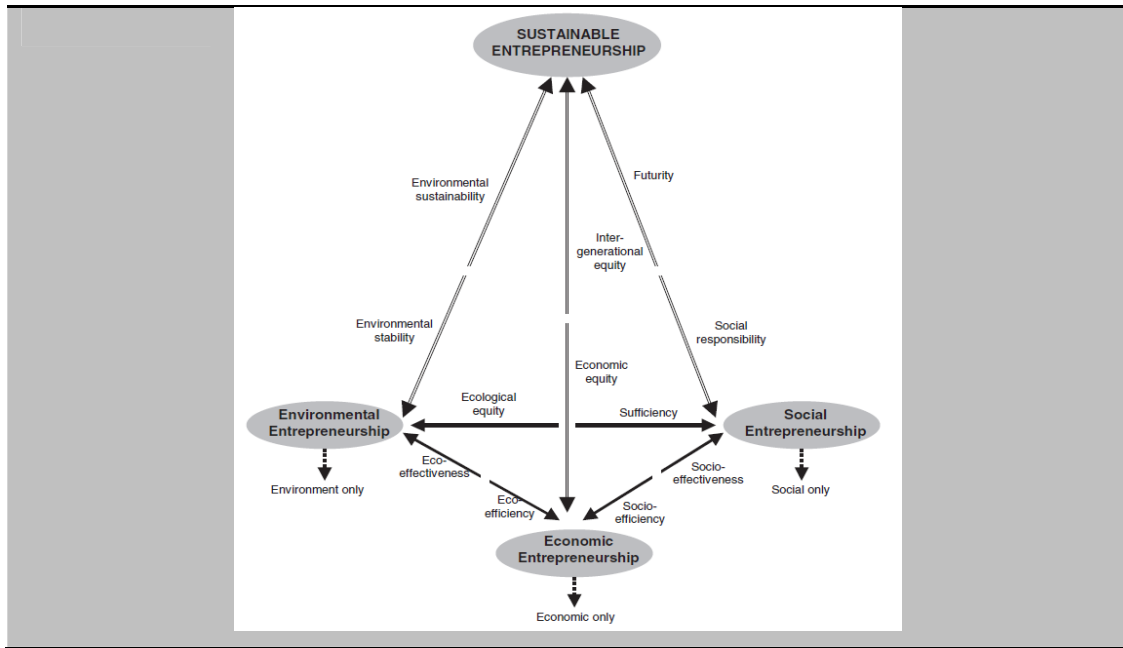 SUSTAINABLE
ENTREPRENEURSHIP
Environmental
sustainability
Futurity
Inter-
generational
equity
Environmental
stability
Social
responsibility
Economic
equity
Ecological
equity
Sufficiency
Environmental
Entrepreneurship
Social
Entrepreneurship
Eco-
effectiveness
Socio-
effectiveness
Environment only
Social only
Eco-
efficiency
Socio-
efficiency
Economic
Entrepreneurship
Economic only